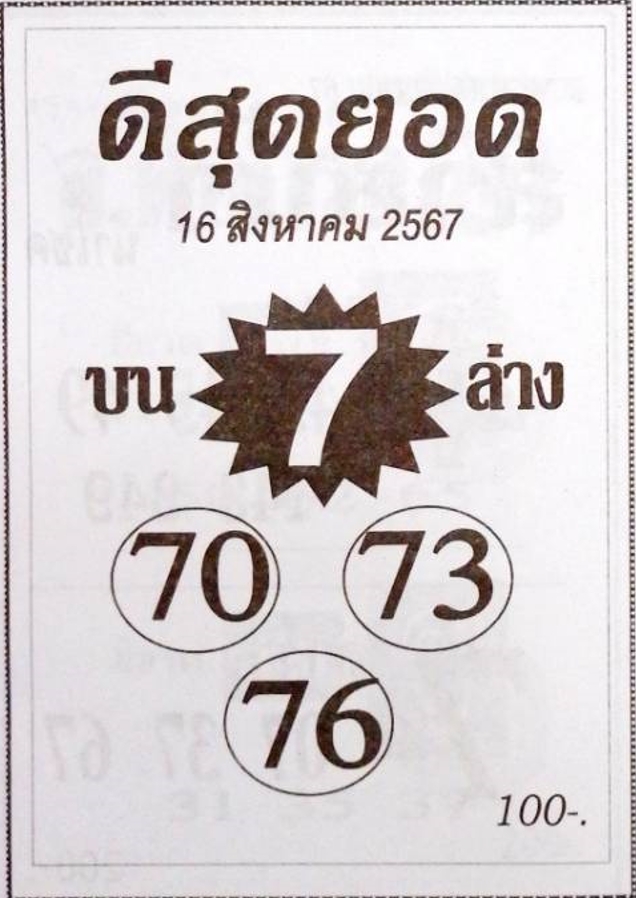 ดีสุดยอด
16 สิงหาคม 2567
บน 7 ล่าง
70 73
76
100-.